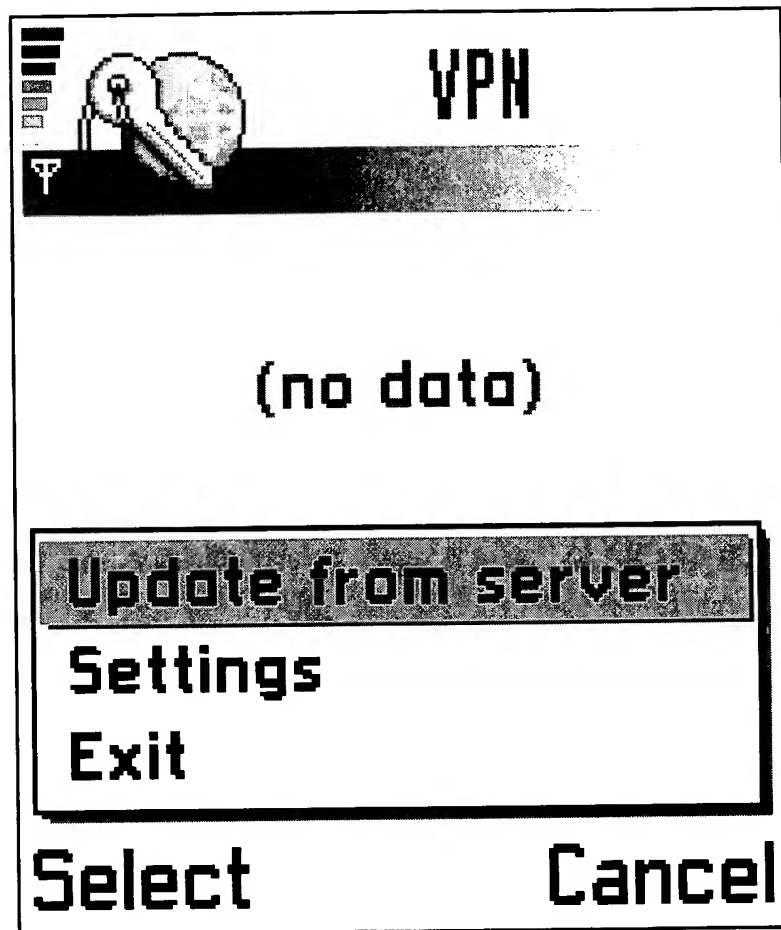 VPN
(no data)
Update from server
Settings
Exit
Select Cancel